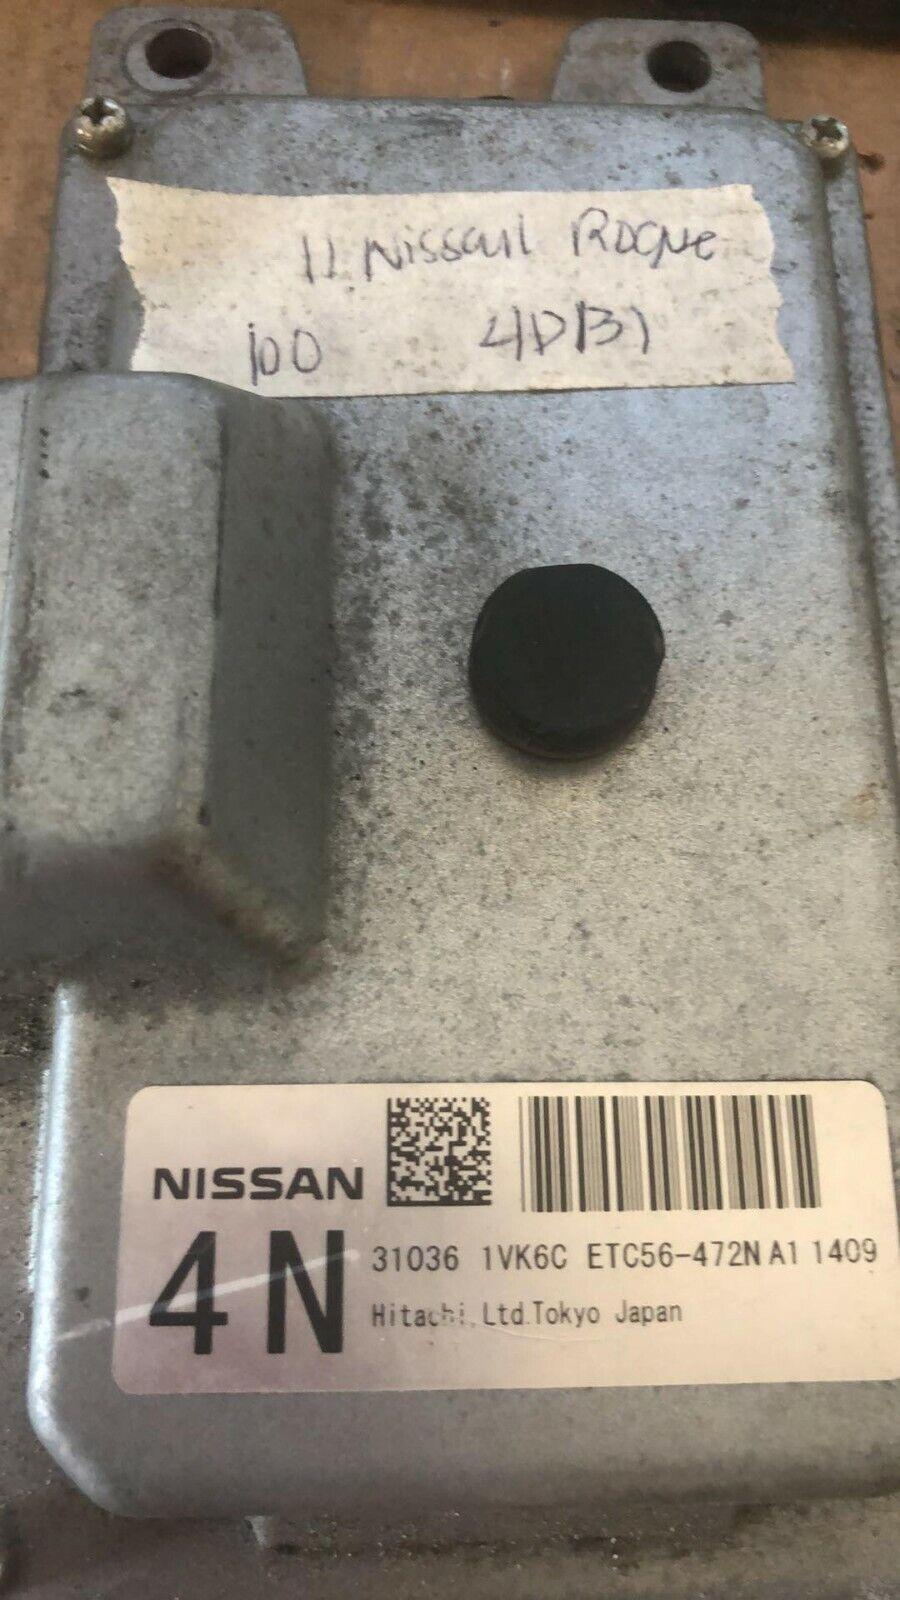 11 Nissan Rogue
100 4DB1
NISSAN
4N
31036 1VK6C ETC56-472N A1 1409
Hitachi, Ltd. Tokyo Japan